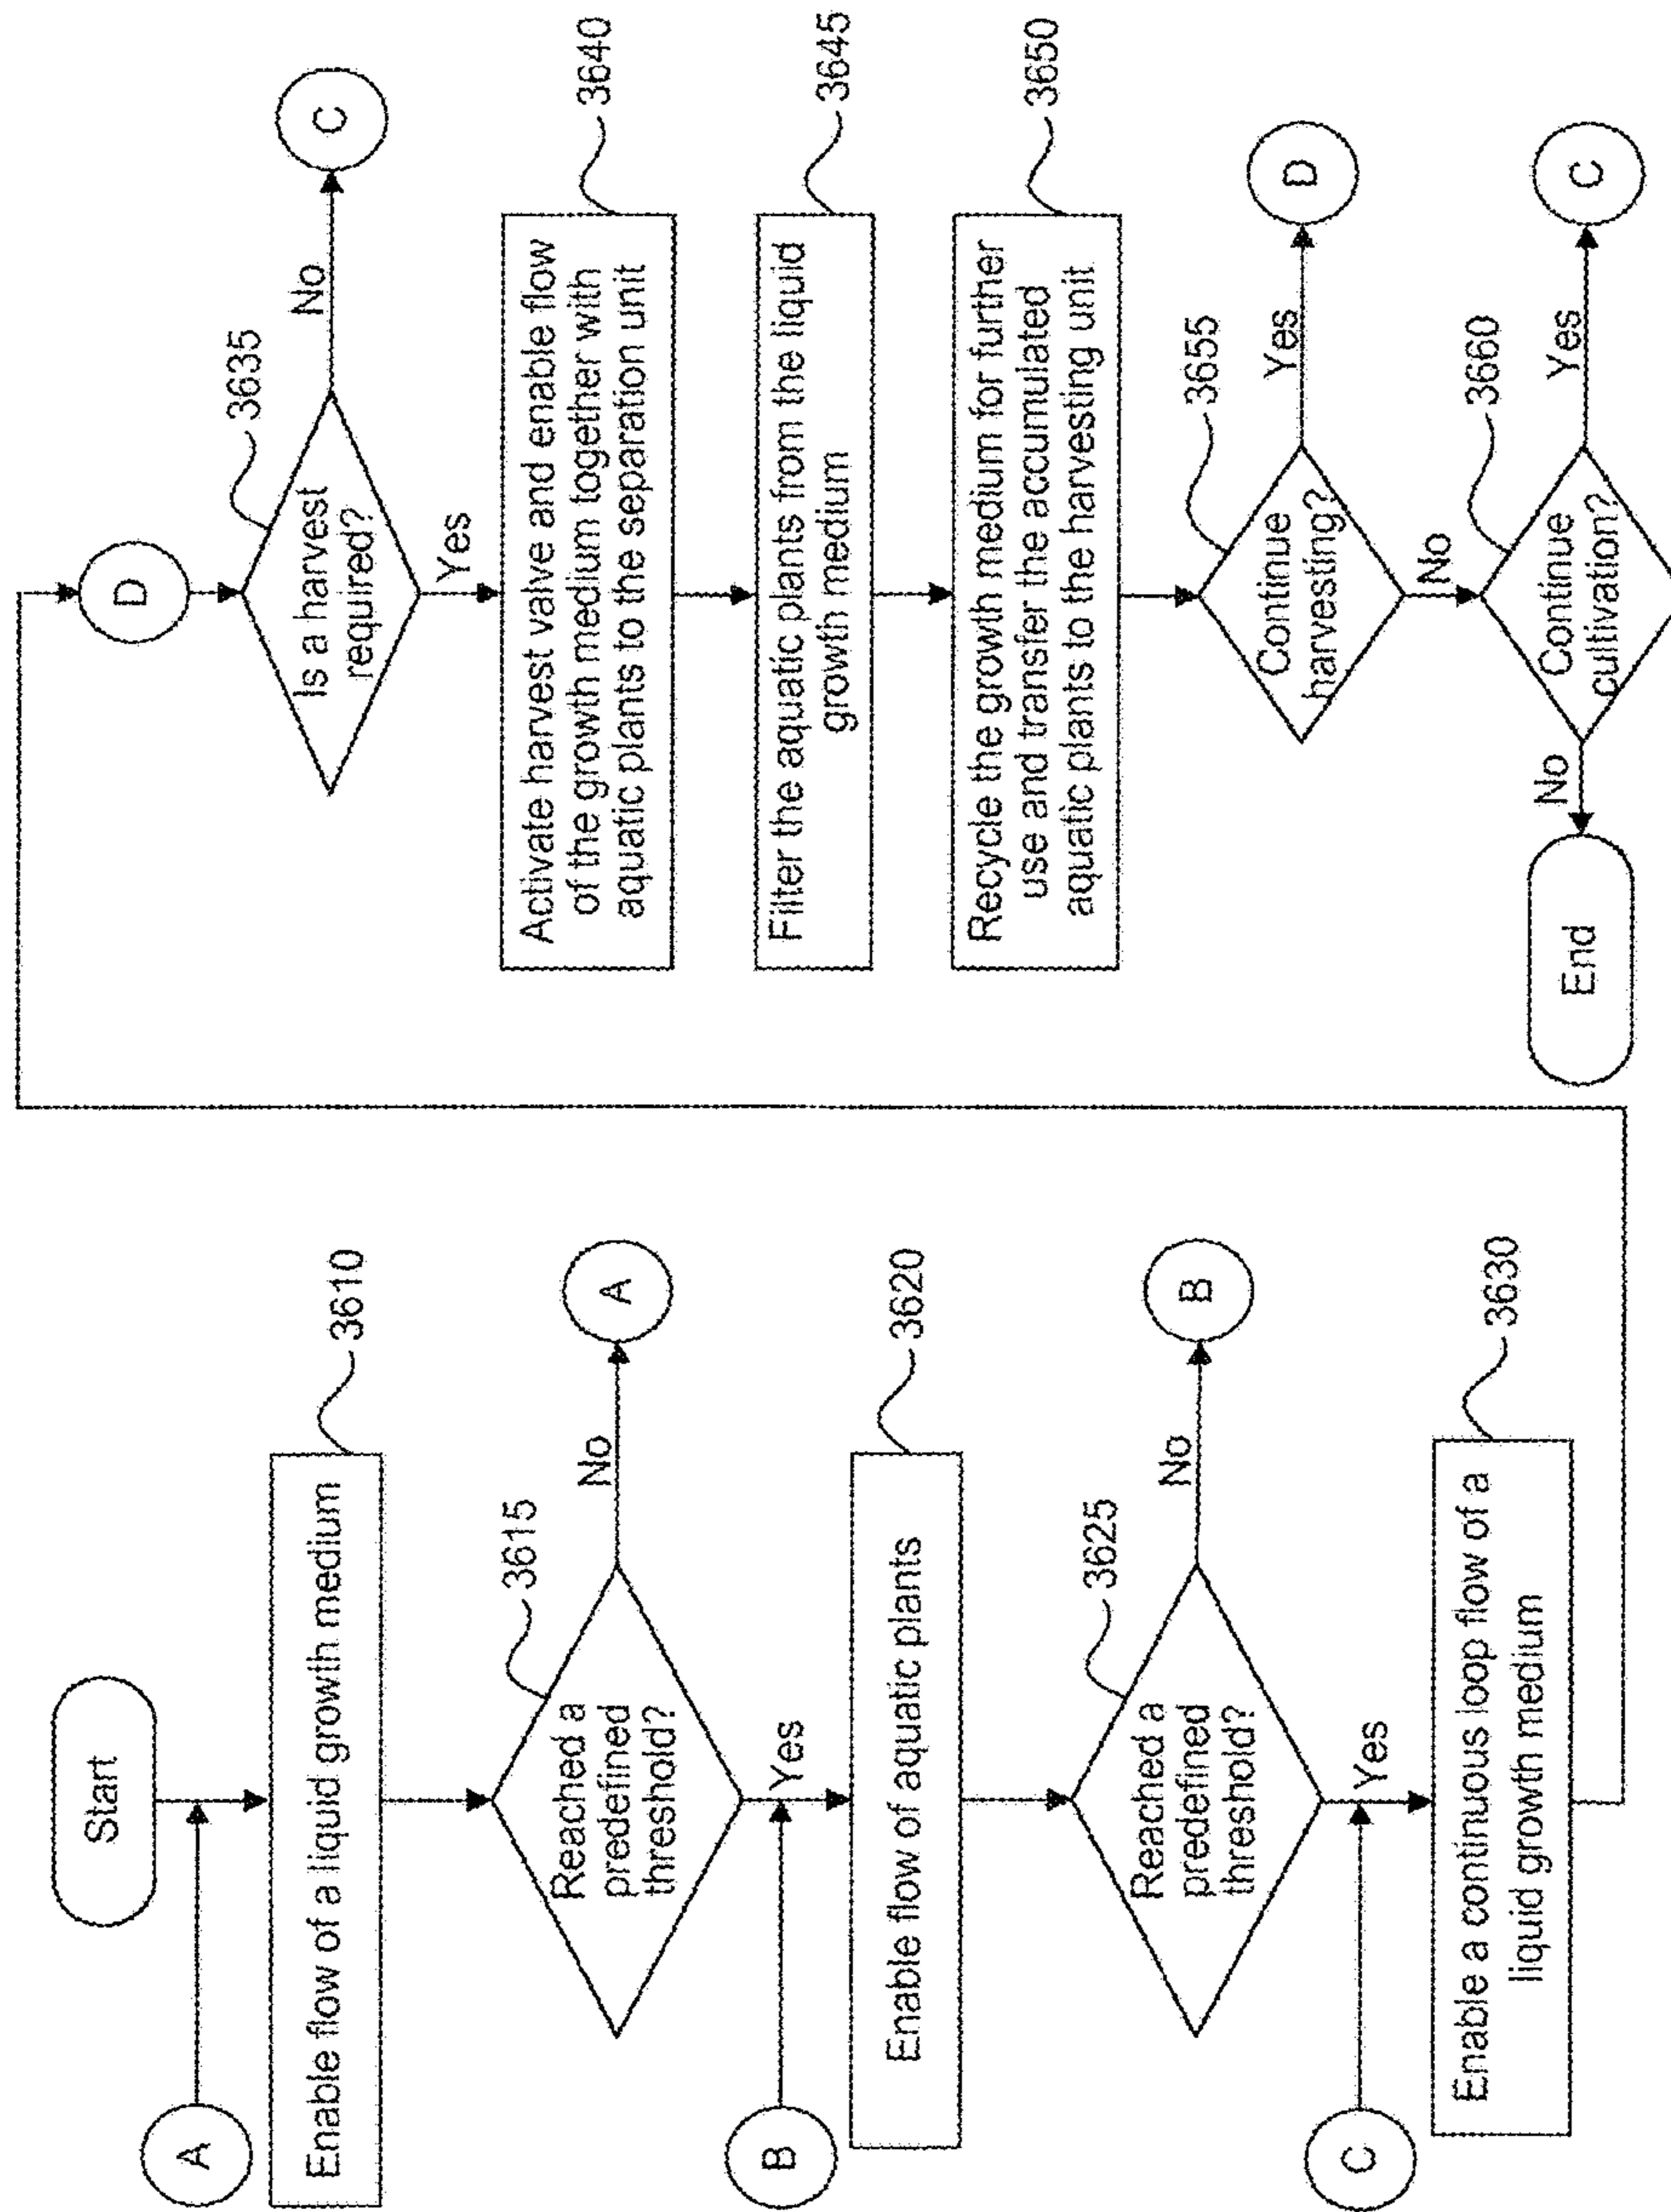 Start
A
Enable flow of a liquid growth medium
3610
Reached a
predefined
threshold?
3615
No
A
Yes
B
Enable flow of aquatic plants
3620
Reached a
predefined
threshold?
3625
No
B
Yes
C
Enable a continuous loop flow of a
liquid growth medium
3630
D
Is a harvest
required?
3635
No
C
Yes
Activate harvest valve and enable flow
of the growth medium together with
aquatic plants to the separation unit
3640
Filter the aquatic plants from the liquid
growth medium
3645
Recycle the growth medium for further
use and transfer the accumulated
aquatic plants to the harvesting unit
3650
Continue
harvesting?
3655
Yes
D
No
Continue
cultivation?
3660
Yes
C
No
End